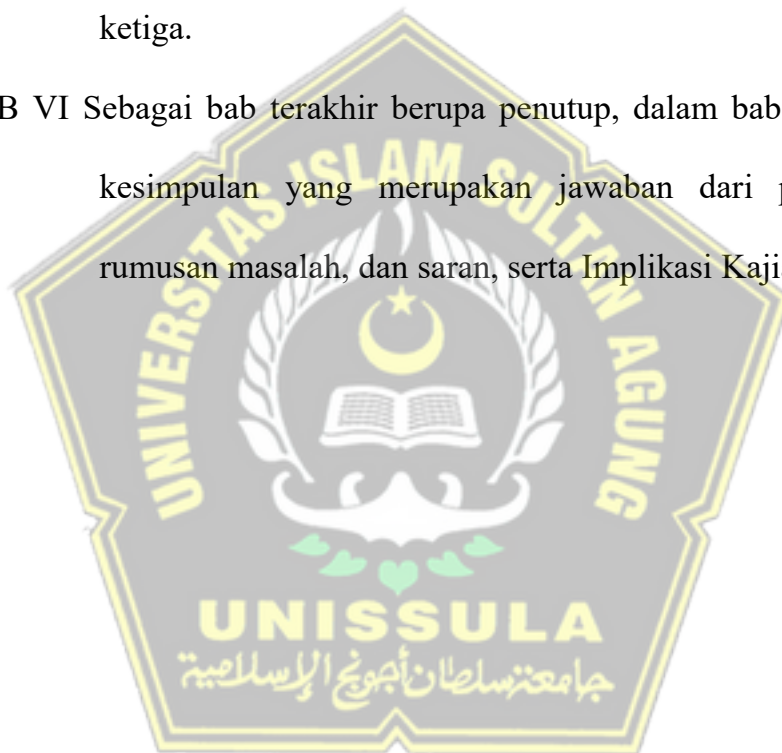 ketiga.
B VI Sebagai bab terakhir berupa penutup, dalam bab
kesimpulan yang merupakan jawaban dari p
rumusan masalah, dan saran, serta Implikasi Kaji
UNIVERSITAS ISLAM SULTAN AGUNG
UNISSULA
جامعة سلطان أجونج الإسلامية